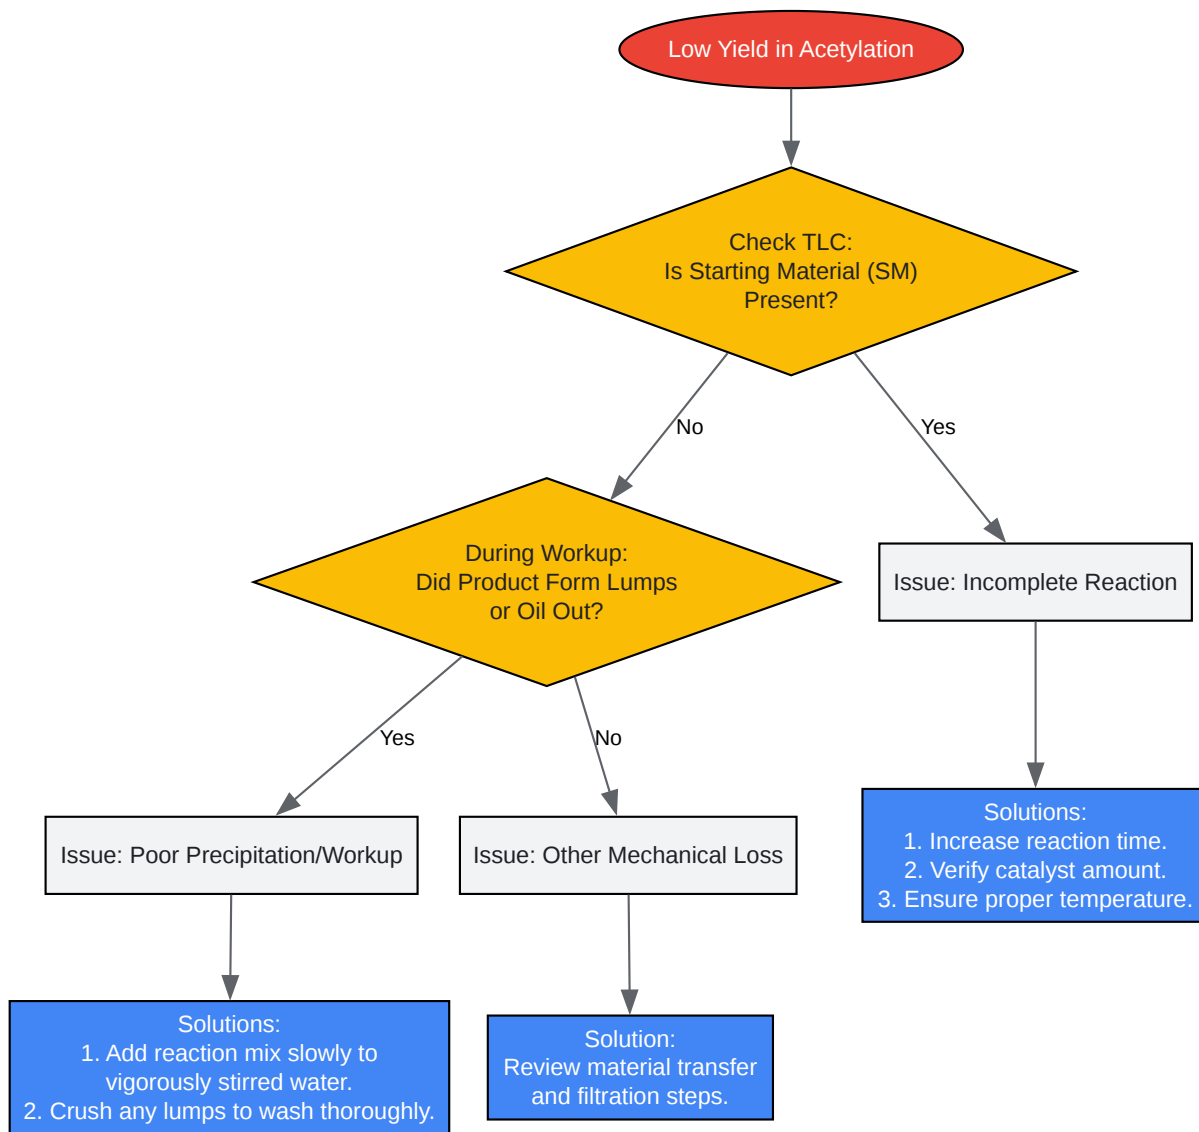 Low Yield in Acetylation
Check TLC:
Is Starting Material (SM)
Present?
No
Yes
During Workup:
Did Product Form Lumps
or Oil Out?
Issue: Incomplete Reaction
Yes
No
Issue: Poor Precipitation/Workup
Issue: Other Mechanical Loss
Solutions:
1. Increase reaction time.
2. Verify catalyst amount.
3. Ensure proper temperature.
Solutions:
1. Add reaction mix slowly to
vigorously stirred water.
2. Crush any lumps to wash thoroughly.
Solution:
Review material transfer
and filtration steps.